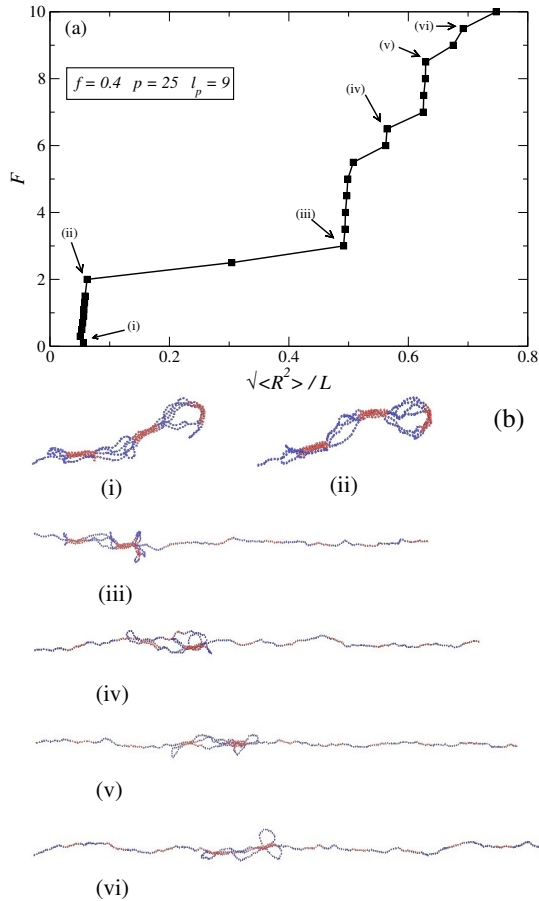 (a)
f = 0.4 p = 25 l_p = 9
F
10
8
6
4
2
0
(vi)
(v)
(iv)
(iii)
(ii)
(i)
0 0.2 0.4 0.6 0.8
√<R²> / L
(b)
(i) (ii)
(iii)
(iv)
(v)
(vi)